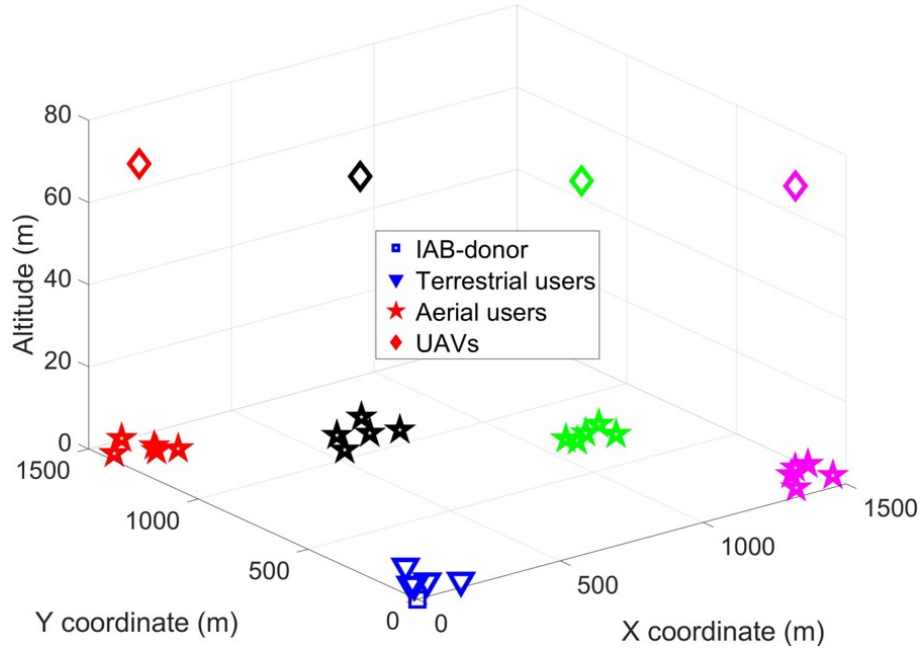 80
60
40
20
0
Altitude (m)
IAB-donor
Terrestrial users
Aerial users
UAVs
1500
1000
500
0
Y coordinate (m)
0
500
1000
1500
X coordinate (m)